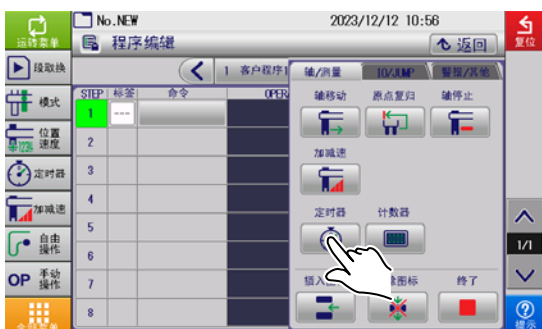 No.NEW
2023/12/12 10:56
运转菜单
程序编辑
返回
复位
段取换
1 客户程序1
轴/测量
IO/JUMP
警报/其他
模式
STEP
标签
命令
OPER
轴移动
原点复归
轴停止
1
---
位置
速度
2
加减速
定时器
3
加减速
4
定时器
计数器
自由
操作
5
1/1
6
OP
手动
操作
插入
图标
终了
7
8
提示